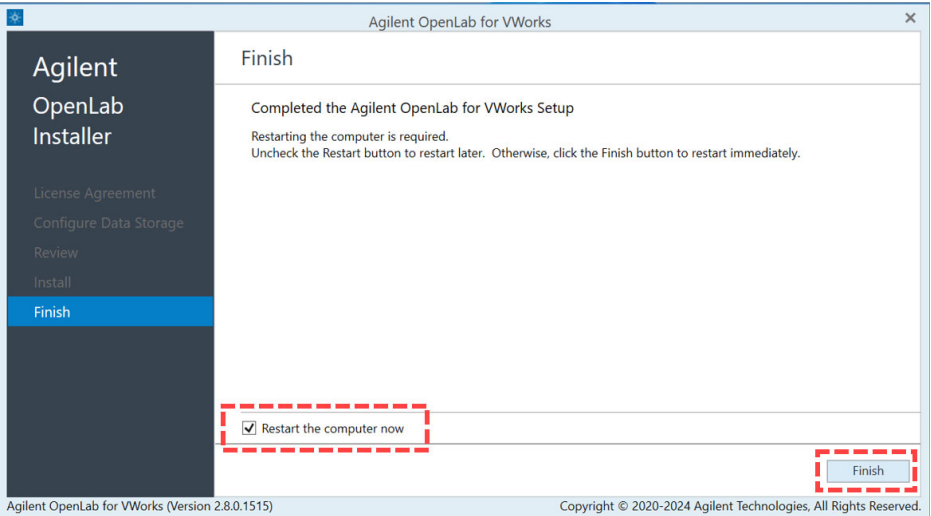 Agilent OpenLab for VWorks
Agilent
OpenLab
Installer
License Agreement
Configure Data Storage
Review
Install
Finish
Finish
Completed the Agilent OpenLab for VWorks Setup
Restarting the computer is required.
Uncheck the Restart button to restart later. Otherwise, click the Finish button to restart immediately.
Restart the computer now
Finish
Agilent OpenLab for VWorks (Version 2.8.0.1515)
Copyright © 2020-2024 Agilent Technologies, All Rights Reserved.